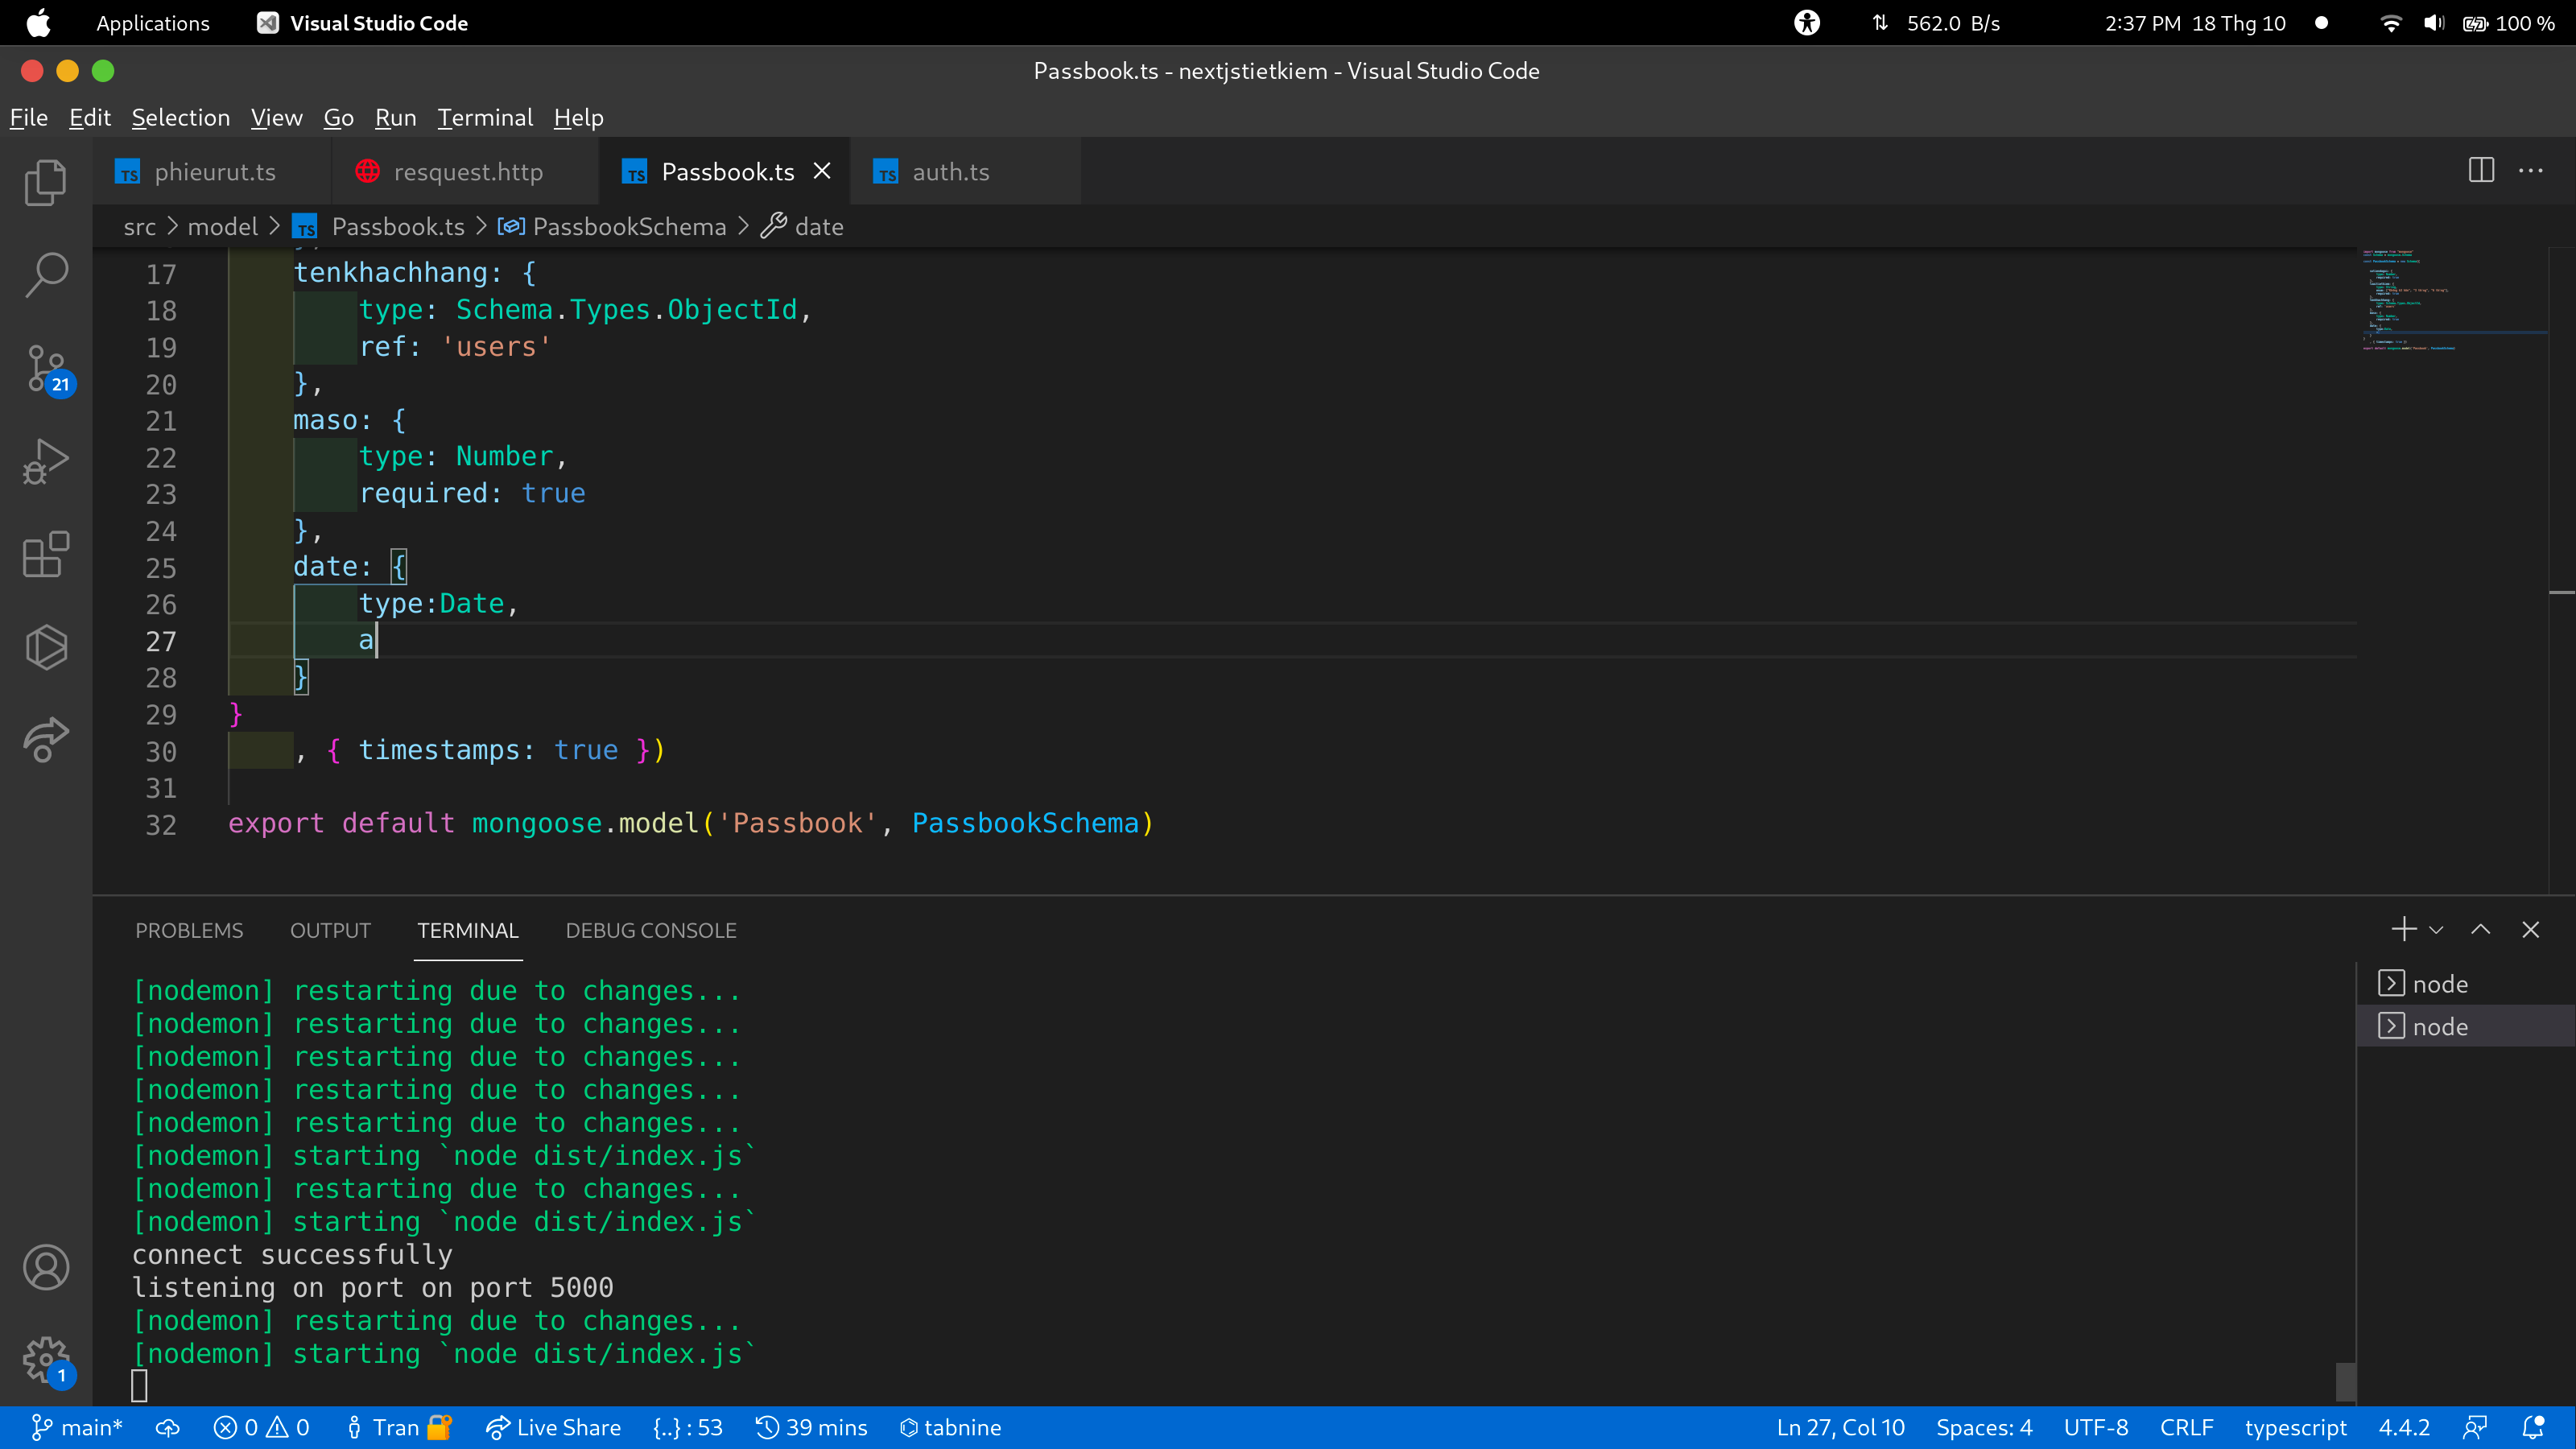 Applications Visual Studio Code 562.0 B/s 2:37 PM 18 Thg 10 100 %
Passbook.ts - nextjstietkiem - Visual Studio Code
File Edit Selection View Go Run Terminal Help
TS phieurut.ts resquest.http TS Passbook.ts TS auth.ts
src > model > TS Passbook.ts > PassbookSchema > date
17 tenkhachhang: {
18 type: Schema.Types.ObjectId,
19 ref: 'users'
20 },
21 maso: {
22 type: Number,
23 required: true
24 },
25 date: {
26 type:Date,
27 a
28 }
29 }
30 , { timestamps: true })
31
32 export default mongoose.model('Passbook', PassbookSchema)
21
PROBLEMS OUTPUT TERMINAL DEBUG CONSOLE
[nodemon] restarting due to changes...
[nodemon] restarting due to changes...
[nodemon] restarting due to changes...
[nodemon] restarting due to changes...
[nodemon] restarting due to changes...
[nodemon] starting `node dist/index.js`
[nodemon] restarting due to changes...
[nodemon] starting `node dist/index.js`
connect successfully
listening on port on port 5000
[nodemon] restarting due to changes...
[nodemon] starting `node dist/index.js`
node
node
1
main* 0 0 Tran Live Share {..} : 53 39 mins tabnine Ln 27, Col 10 Spaces: 4 UTF-8 CRLF typescript 4.4.2